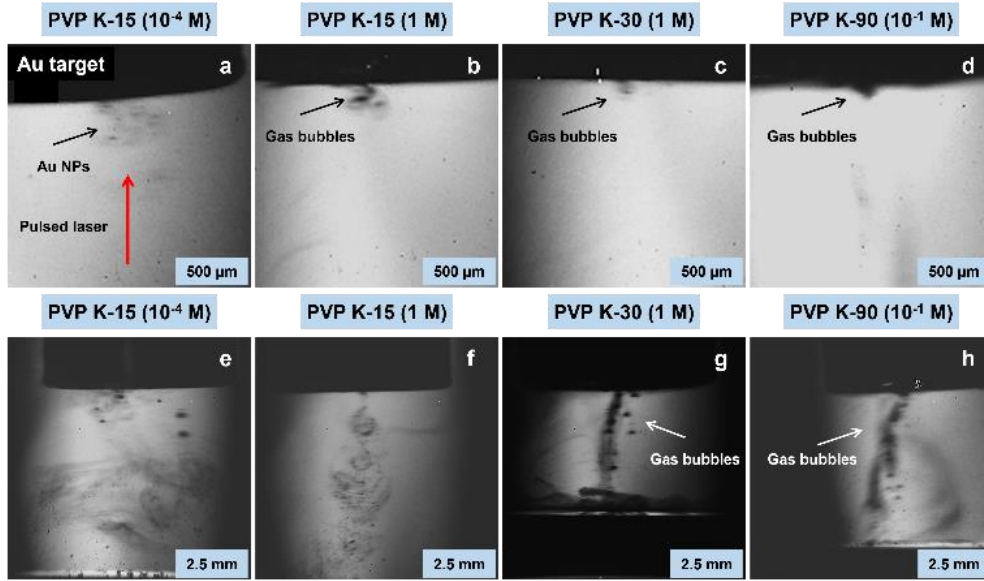 PVP K-15 (10⁻⁴ M) PVP K-15 (1 M) PVP K-30 (1 M) PVP K-90 (10⁻¹ M)
Au target a b c d
Gas bubbles Gas bubbles Gas bubbles
Au NPs
Pulsed laser
500 µm 500 µm 500 µm 500 µm
PVP K-15 (10⁻⁴ M) PVP K-15 (1 M) PVP K-30 (1 M) PVP K-90 (10⁻¹ M)
e f g h
Gas bubbles Gas bubbles
2.5 mm 2.5 mm 2.5 mm 2.5 mm